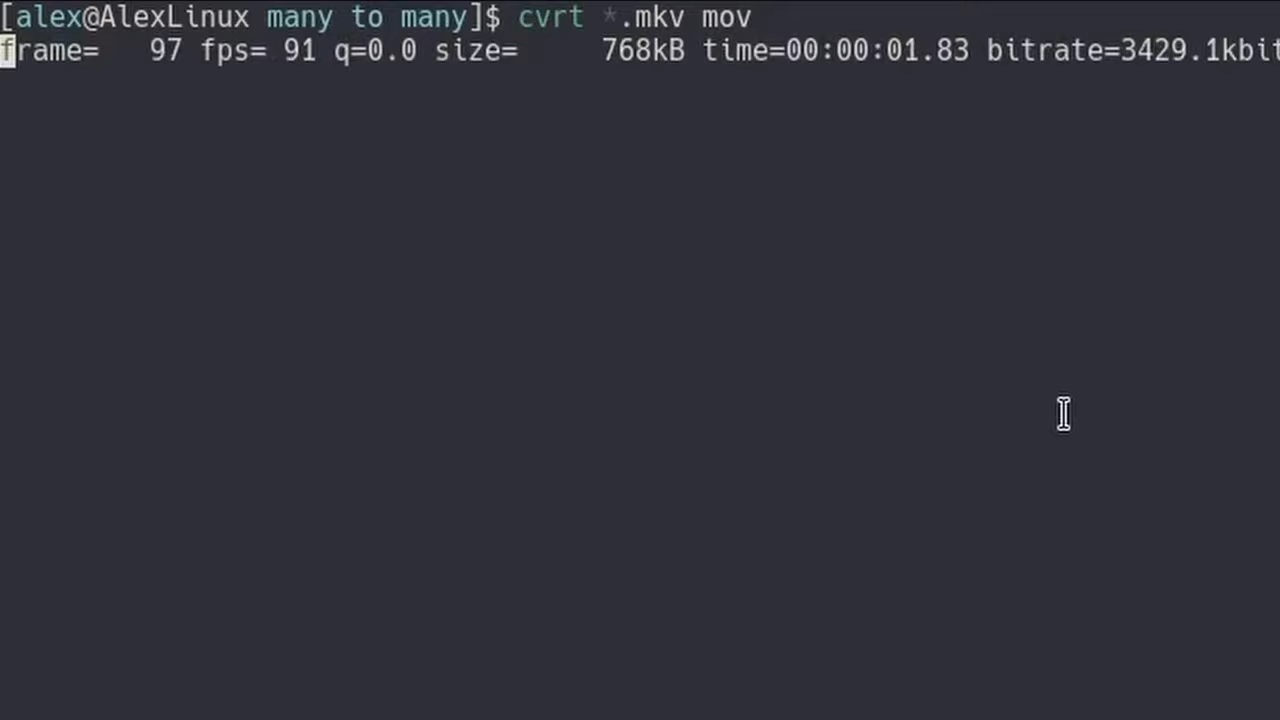 [alex@AlexLinux many to many]$ cvrt *.mkv mov
frame=   97 fps= 91 q=0.0 size=     768kB time=00:00:01.83 bitrate=3429.1kbit